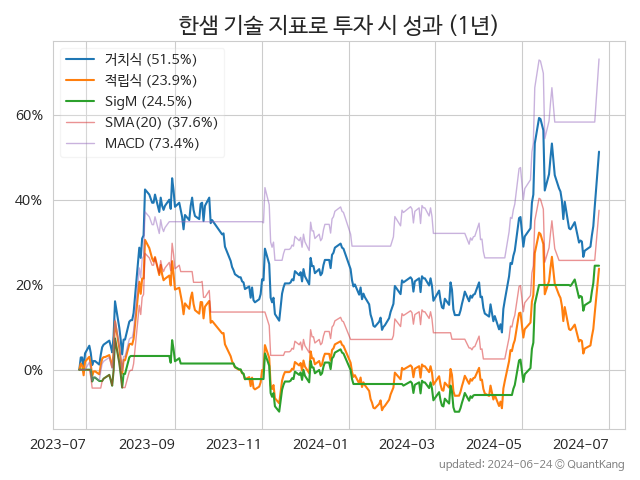 한샘 기술 지표로 투자 시 성과 (1년)
거치식 (51.5%)
적립식 (23.9%)
SigM (24.5%)
SMA(20) (37.6%)
MACD (73.4%)
60%
40%
20%
0%
2023-07 2023-09 2023-11 2024-01 2024-03 2024-05 2024-07
updated: 2024-06-24 © QuantKang